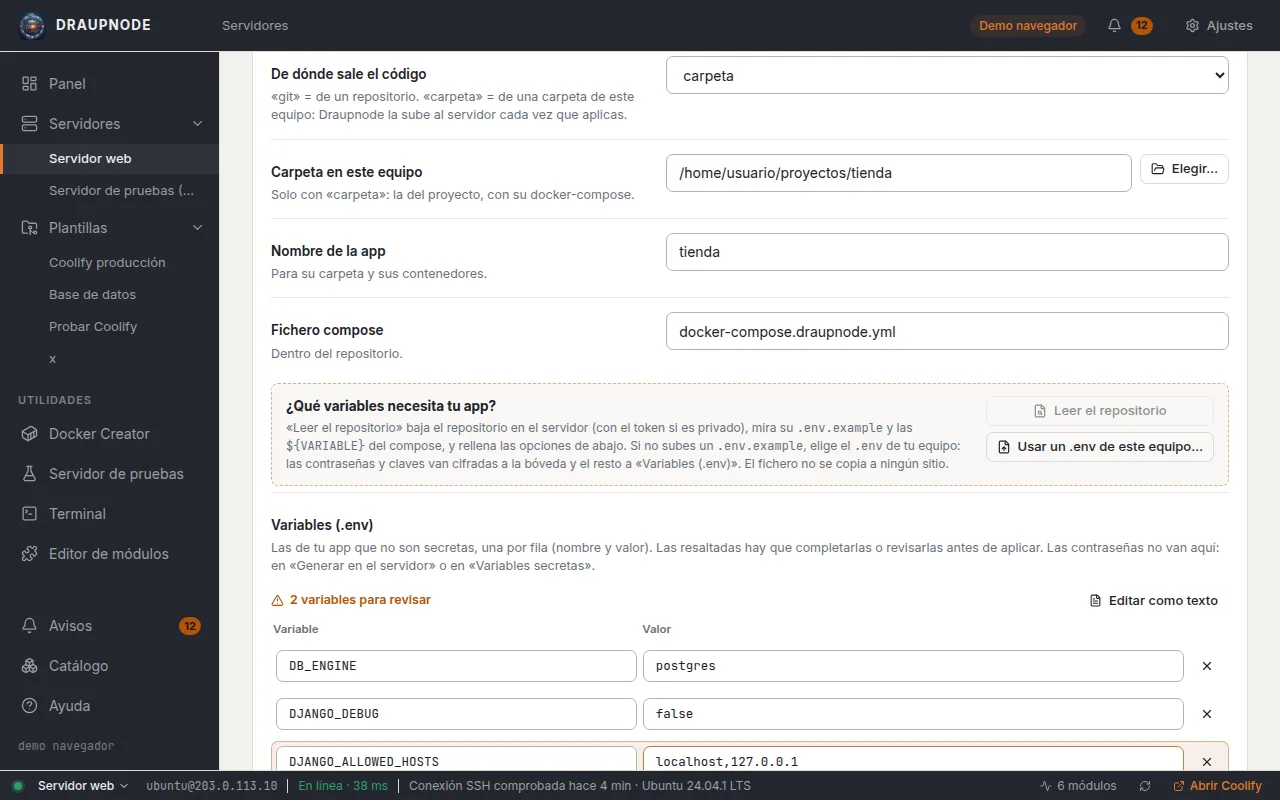 DRAUPNODE
Servidores
Demo navegador
12
Ajustes
Panel
Servidores
Servidor web
Servidor de pruebas (...
Plantillas
Coolify producción
Base de datos
Probar Coolify
x
UTILIDADES
Docker Creator
Servidor de pruebas
Terminal
Editor de módulos
Avisos
12
Catálogo
Ayuda
demo navegador
De dónde sale el código
«git» = de un repositorio. «carpeta» = de una carpeta de este
equipo: Draupnode la sube al servidor cada vez que aplicas.
carpeta
Carpeta en este equipo
Solo con «carpeta»: la del proyecto, con su docker-compose.
/home/usuario/proyectos/tienda
Elegir...
Nombre de la app
Para su carpeta y sus contenedores.
tienda
Fichero compose
Dentro del repositorio.
docker-compose.draupnode.yml
¿Qué variables necesita tu app?
«Leer el repositorio» baja el repositorio en el servidor (con el token si es privado), mira su .env.example y las
${VARIABLE} del compose, y rellena las opciones de abajo. Si no subes un .env.example, elige el .env de tu equipo:
las contraseñas y claves van cifradas a la bóveda y el resto a «Variables (.env)». El fichero no se copia a ningún sitio.
Leer el repositorio
Usar un .env de este equipo...
Variables (.env)
Las de tu app que no son secretas, una por fila (nombre y valor). Las resaltadas hay que completarlas o revisarlas antes de aplicar. Las contraseñas no van aquí:
en «Generar en el servidor» o en «Variables secretas».
2 variables para revisar
Editar como texto
Variable
Valor
DB_ENGINE
postgres
DJANGO_DEBUG
false
DJANGO_ALLOWED_HOSTS
localhost,127.0.0.1
Servidor web
ubuntu@203.0.113.10
En línea · 38 ms
Conexión SSH comprobada hace 4 min · Ubuntu 24.04.1 LTS
6 módulos
Abrir Coolify